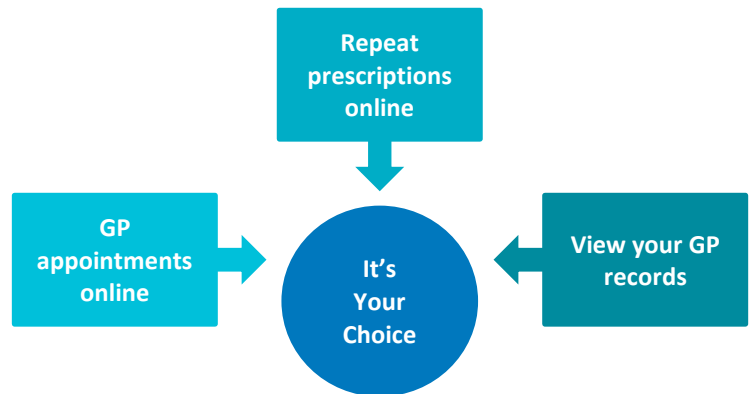 Repeat
prescriptions
online
GP
appointments
online
It’s
Your
Choice
View your GP
records